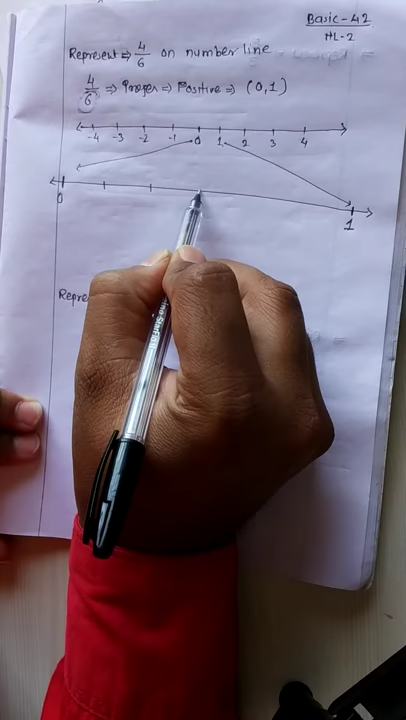 Basic-42
NL-2
Represent ⇒ 4/6 on number line
4/6 ⇒ Proper ⇒ Positive ⇒ (0,1)
-4 -3 -2 -1 0 1 2 3 4
0 1
Repre